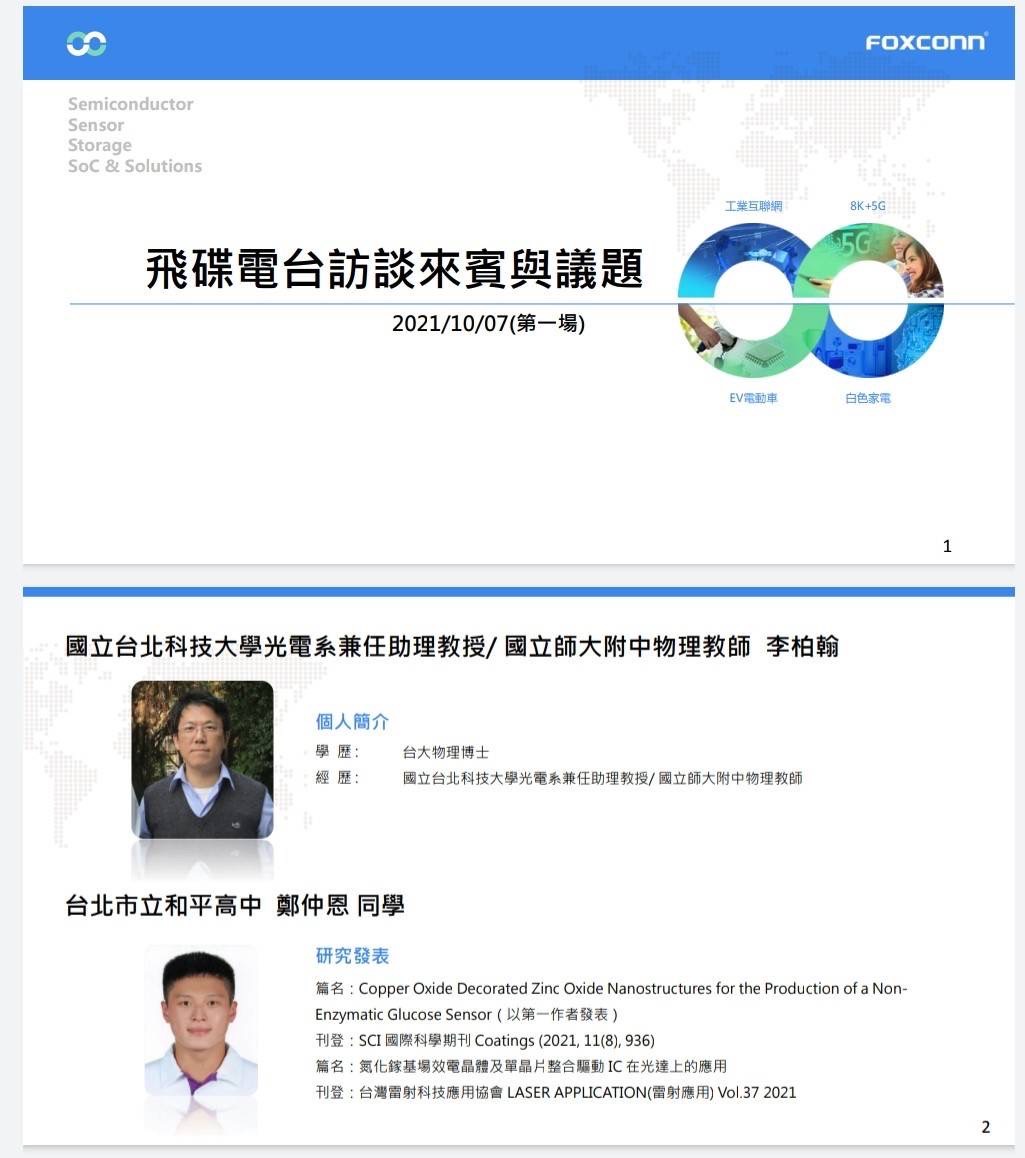 FOXCONN
Semiconductor
Sensor
Storage
SoC & Solutions
工業互聯網
8K+5G
5G
飛碟電台訪談來賓與議題
2021/10/07(第一場)
EV電動車
白色家電
1
國立台北科技大學光電系兼任助理教授/ 國立師大附中物理教師 李柏翰
個人簡介
學 歷： 台大物理博士
經 歷： 國立台北科技大學光電系兼任助理教授/ 國立師大附中物理教師
台北市立和平高中 鄭仲恩 同學
研究發表
篇名：Copper Oxide Decorated Zinc Oxide Nanostructures for the Production of a Non-
Enzymatic Glucose Sensor ( 以第一作者發表 )
刊登：SCI 國際科學期刊 Coatings (2021, 11(8), 936)
篇名：氮化鎵基場效電晶體及單晶片整合驅動 IC 在光達上的應用
刊登：台灣雷射科技應用協會 LASER APPLICATION(雷射應用) Vol.37 2021
2